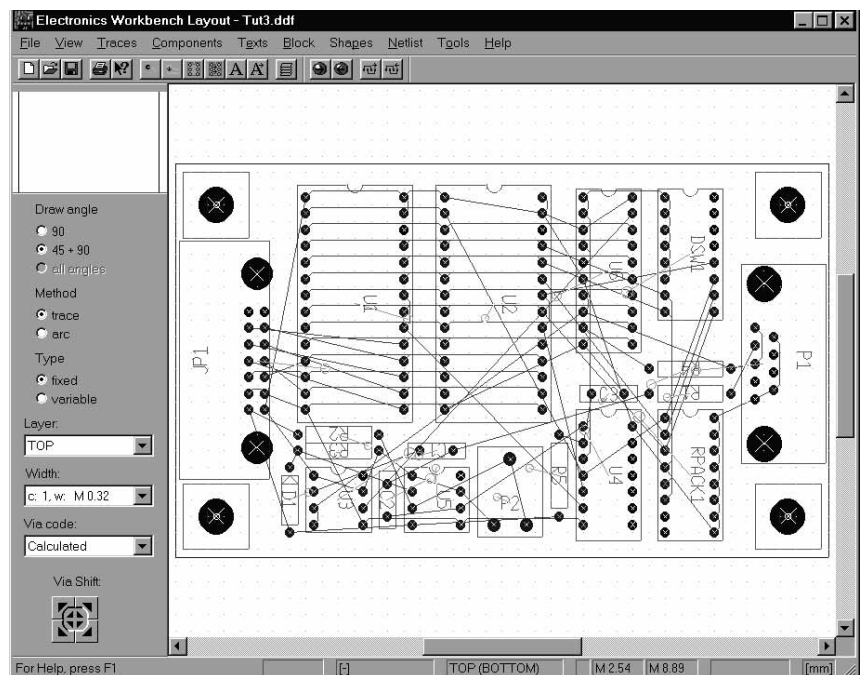 Electronics Workbench Layout - Tut3.ddf
File View Traces Components Texts Block Shapes Netlist Tools Help
Draw angle
90
45 + 90
all angles
Method
trace
arc
Type
fixed
variable
Layer:
TOP
Width:
c: 1, w: M 0.32
Via code:
Calculated
Via Shift:
JP1
U1
U2
U6
DSW1
P1
U3
C2
U5
P2
R5
U4
RPACK1
For Help, press F1
[-]
TOP (BOTTOM)
M 2.54
M 8.89
[mm]